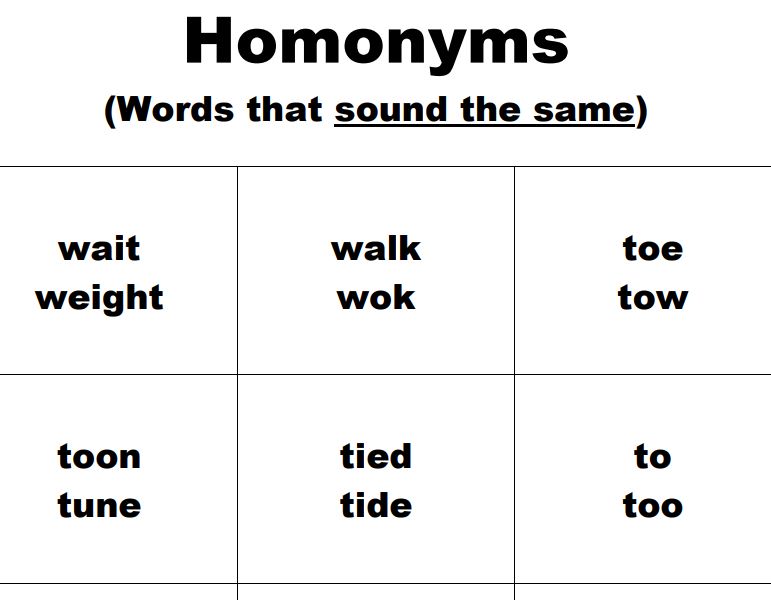 Homonyms
(Words that sound the same)
wait
weight
walk
wok
toe
tow
toon
tune
tied
tide
to
too